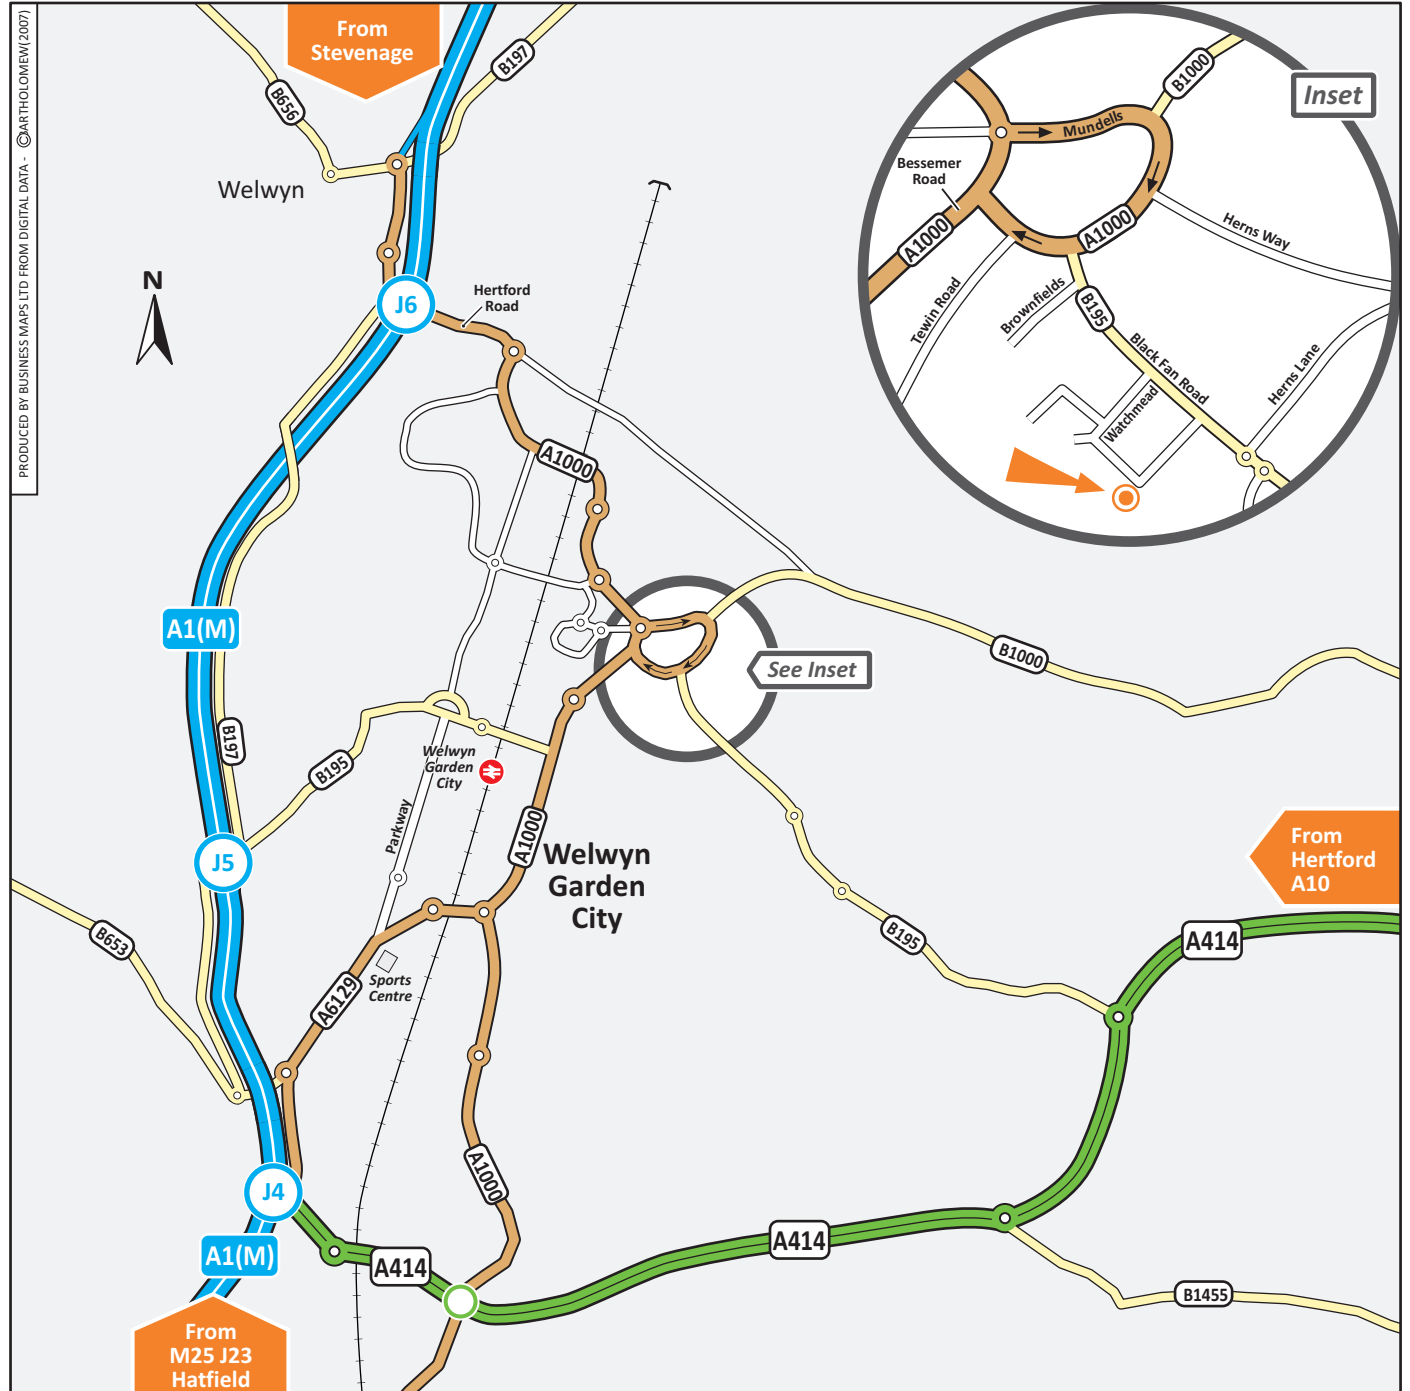 PRODUCED BY BUSINESS MAPS LTD FROM DIGITAL DATA - ©BARTHOLOMEW(2007)
From
Stevenage
B197
B656
Welwyn
N
J6
Hertford
Road
A1000
A1(M)
B197
B195
Welwyn
Garden
City
Parkway
A1000
J5
Welwyn
Garden
City
B653
Sports
Centre
A6129
A1000
J4
A1(M)
A414
From
M25 J23
Hatfield
A414
B1455
B195
A414
From
Hertford
A10
B1000
See Inset
Inset
B1000
Mundells
Bessemer
Road
A1000
A1000
Herns Way
Tewin Road
Brownfields
B195
Black Fan Road
Herns Lane
Watchmead